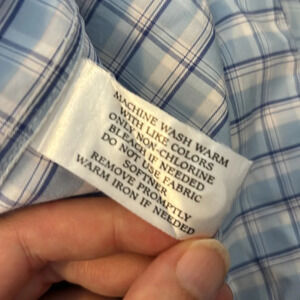 MACHINE WASH WARM
WITH LIKE COLORS
ONLY NON-CHLORINE
BLEACH IF NEEDED
DO NOT USE FABRIC
SOFTENER
REMOVE PROMPTLY
WARM IRON IF NEEDED